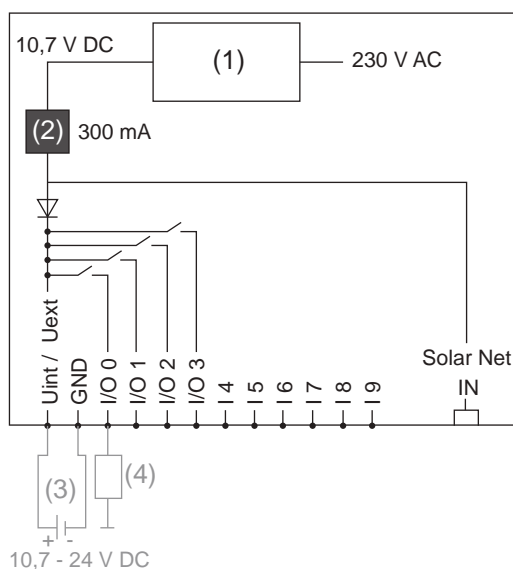 10,7 V DC
(1)
230 V AC
(2)
300 mA
Uint / Uext
GND
I/O 0
I/O 1
I/O 2
I/O 3
I 4
I 5
I 6
I 7
I 8
I 9
Solar Net
IN
(3)
(4)
+ -
10,7 - 24 V DC